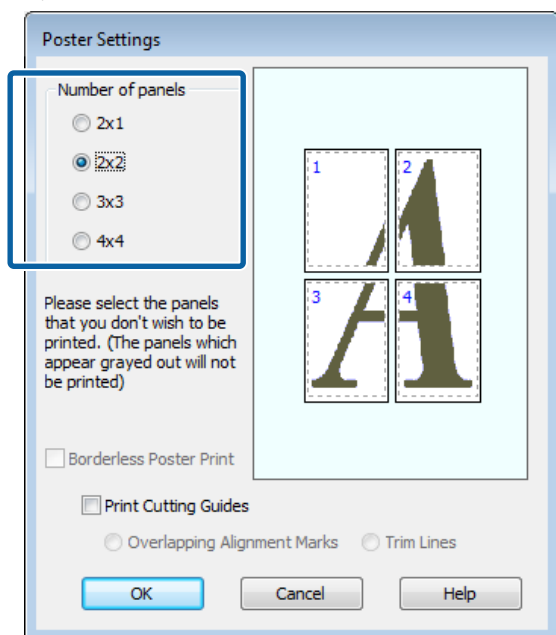 Poster Settings
Number of panels
2x1
2x2
3x3
4x4
1
2
3
4
Please select the panels
that you don't wish to be
printed. (The panels which
appear grayed out will not
be printed)
Borderless Poster Print
Print Cutting Guides
Overlapping Alignment Marks Trim Lines
OK Cancel Help